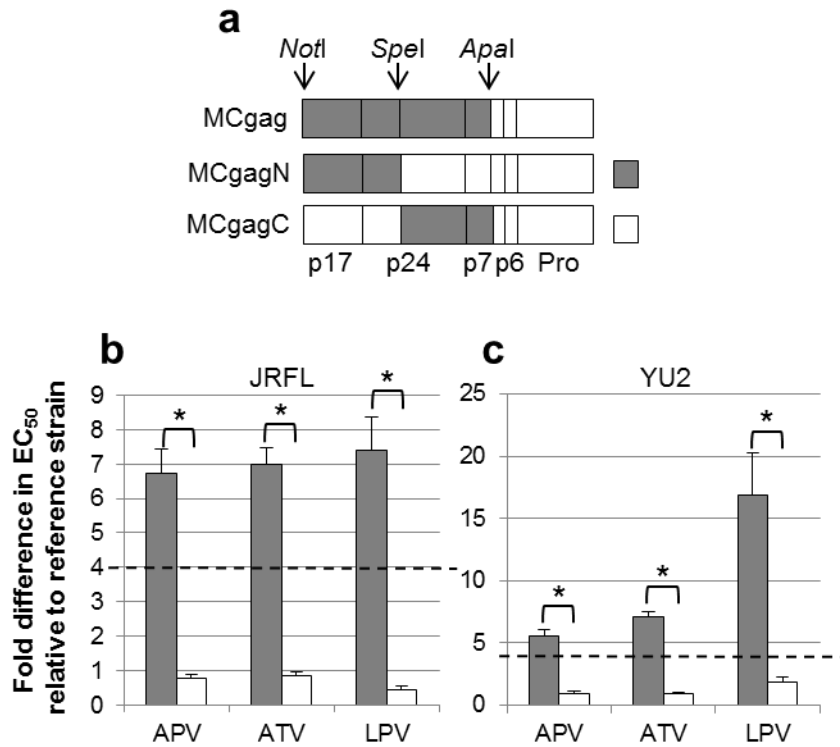 a
NotI SpeI ApaI
MCgag
MCgagN
MCgagC
p17 p24 p7 p6 Pro
b
JRFL
Fold difference in EC50
relative to reference strain
9
8
7
6
5
4
3
2
1
0
* * *
APV ATV LPV
c
YU2
25
20
15
10
5
0
* * *
APV ATV LPV